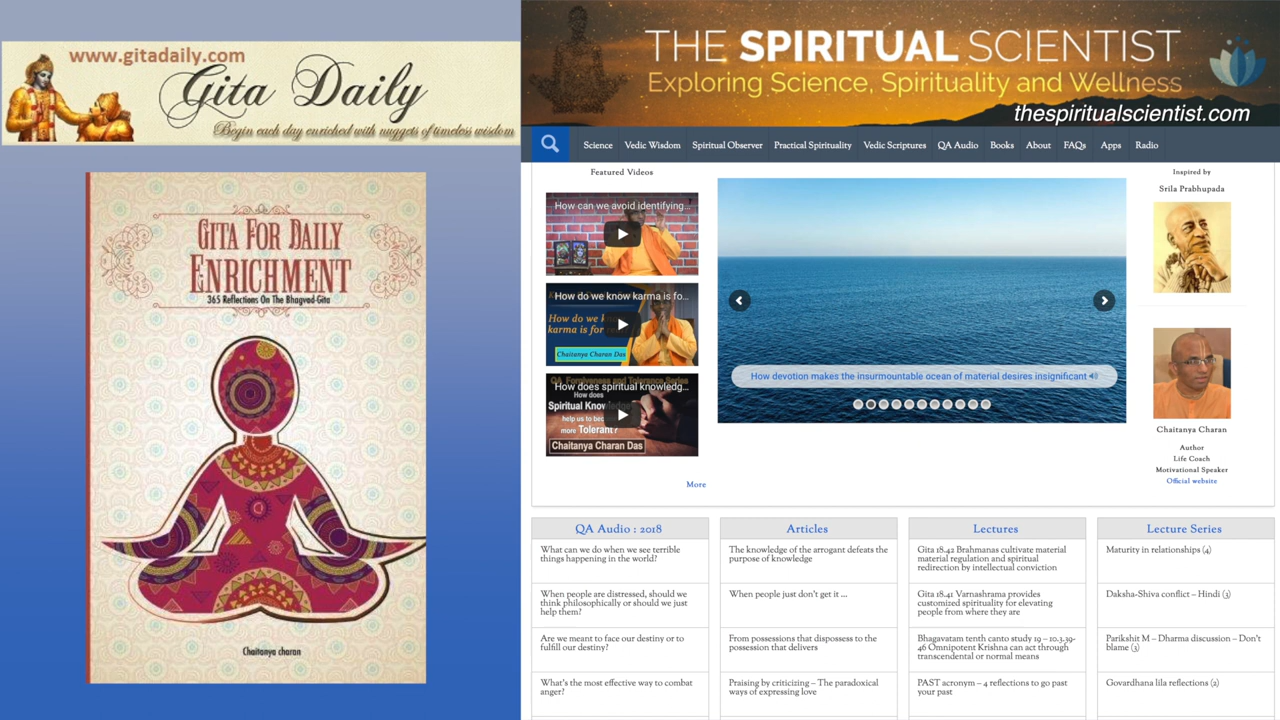 www.gitadaily.com
Gita Daily
Begin each day enriched with nuggets of timeless wisdom
GITA FOR DAILY
ENRICHMENT
365 Reflections On The Bhagvad-Gita
Chaitanya charan
THE SPIRITUAL SCIENTIST
Exploring Science, Spirituality and Wellness
thespiritualscientist.com
Science Vedic Wisdom Spiritual Observer Practical Spirituality Vedic Scriptures QA Audio Books About FAQs Apps Radio
Featured Videos
How can we avoid identifying...
How do we know karma is fo...
How do we k
karma is for
Chaitanya Charan Das
QA Forgiveness and Tolerance Series
How does spiritual knowledg...
How does
Spiritual Know
help us to be
more Tolerant?
Chaitanya Charan Das
More
How devotion makes the insurmountable ocean of material desires insignificant
Inspired by
Srila Prabhupada
Chaitanya Charan
Author
Life Coach
Motivational Speaker
Official website
QA Audio : 2018
What can we do when we see terrible
things happening in the world?
When people are distressed, should we
think philosophically or should we just
help them?
Are we meant to face our destiny or to
fulfill our destiny?
What's the most effective way to combat
anger?
Articles
The knowledge of the arrogant defeats the
purpose of knowledge
When people just don't get it ...
From possessions that dispossess to the
possession that delivers
Praising by criticizing – The paradoxical
ways of expressing love
Lectures
Gita 18.42 Brahmanas cultivate material
material regulation and spiritual
redirection by intellectual conviction
Gita 18.41 Varnashrama provides
customized spirituality for elevating
people from where they are
Bhagavatam tenth canto study 19 – 10.3.39-
46 Omnipotent Krishna can act through
transcendental or normal means
PAST acronym – 4 reflections to go past
your past
Lecture Series
Maturity in relationships (4)
Daksha-Shiva conflict – Hindi (3)
Parikshit M – Dharma discussion – Don't
blame (3)
Govardhana lila reflections (2)